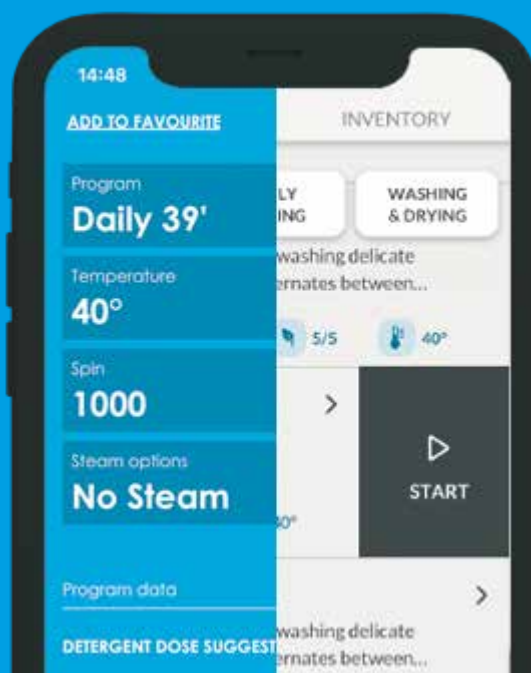 14:48
ADD TO FAVOURITE
INVENTORY
Program
Daily 39'
LY
ING
WASHING
& DRYING
washing delicate
ernates between...
Temperature
40°
5/5
40°
Spin
1000
START
Steam options
No Steam
Program data
DETERGENT DOSE SUGGEST
washing delicate
ernates between...